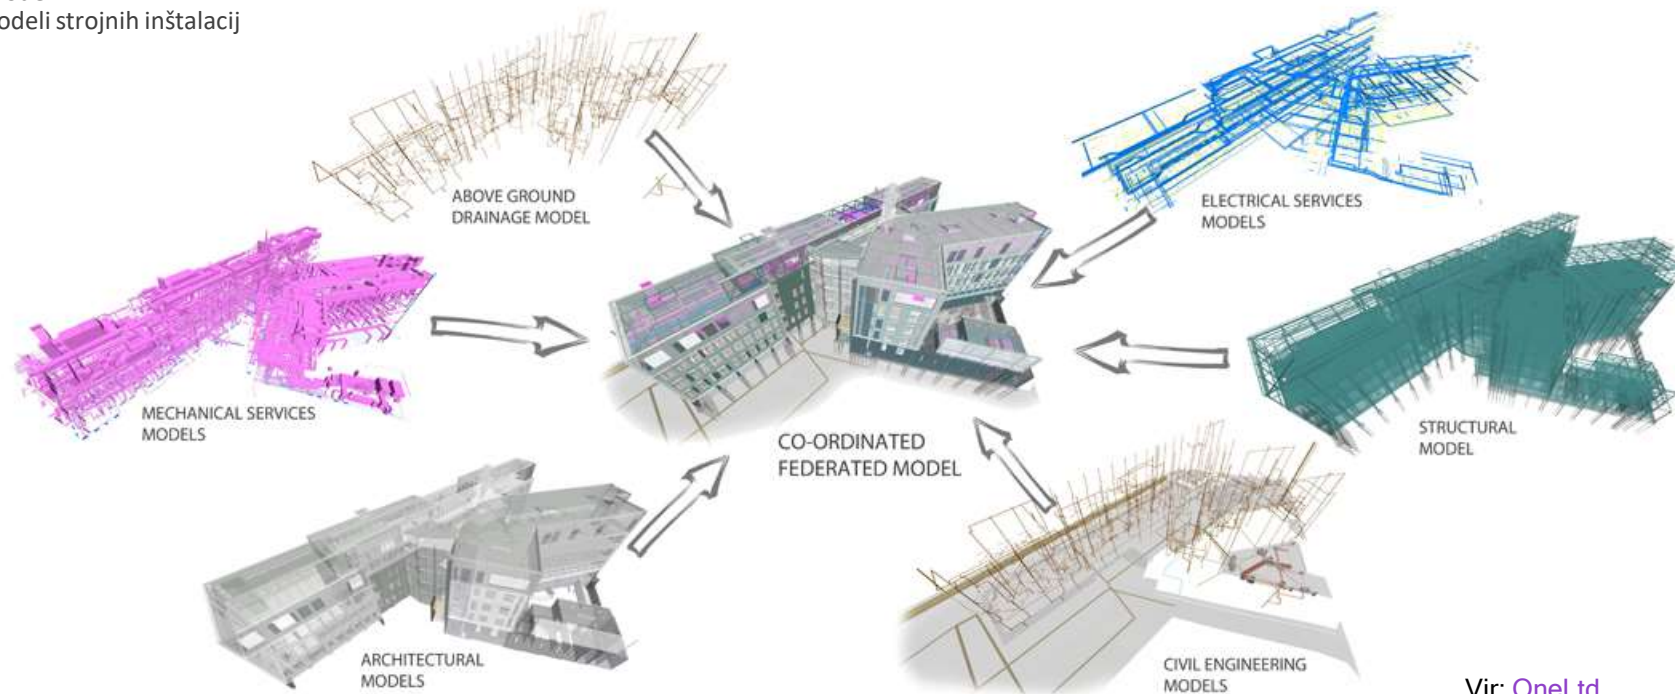 odeli strojnih inštalacij
ABOVE GROUND
DRAINAGE MODEL
ELECTRICAL SERVICES
MODELS
MECHANICAL SERVICES
MODELS
CO-ORDINATED
FEDERATED MODEL
STRUCTURAL
MODEL
ARCHITECTURAL
MODELS
CIVIL ENGINEERING
MODELS
Vir: OneLtd